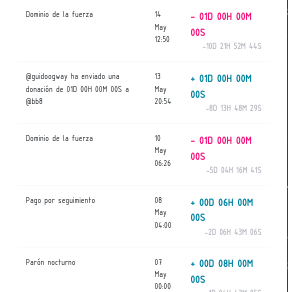 Dominio de la fuerza 14 - 01D 00H 00M
May 00S
12:50 -10D 21H 52M 44S
@guidoogway ha enviado una 13 + 01D 00H 00M
donación de 01D 00H 00M 00S a May 00S
@bb8 20:54 -8D 13H 48M 29S
Dominio de la fuerza 10 - 01D 00H 00M
May 00S
06:26 -5D 04H 16M 41S
Pago por seguimiento 08 + 00D 06H 00M
May 00S
04:00 -2D 06H 43M 06S
Parón nocturno 07 + 00D 08H 00M
May 00S
00:00